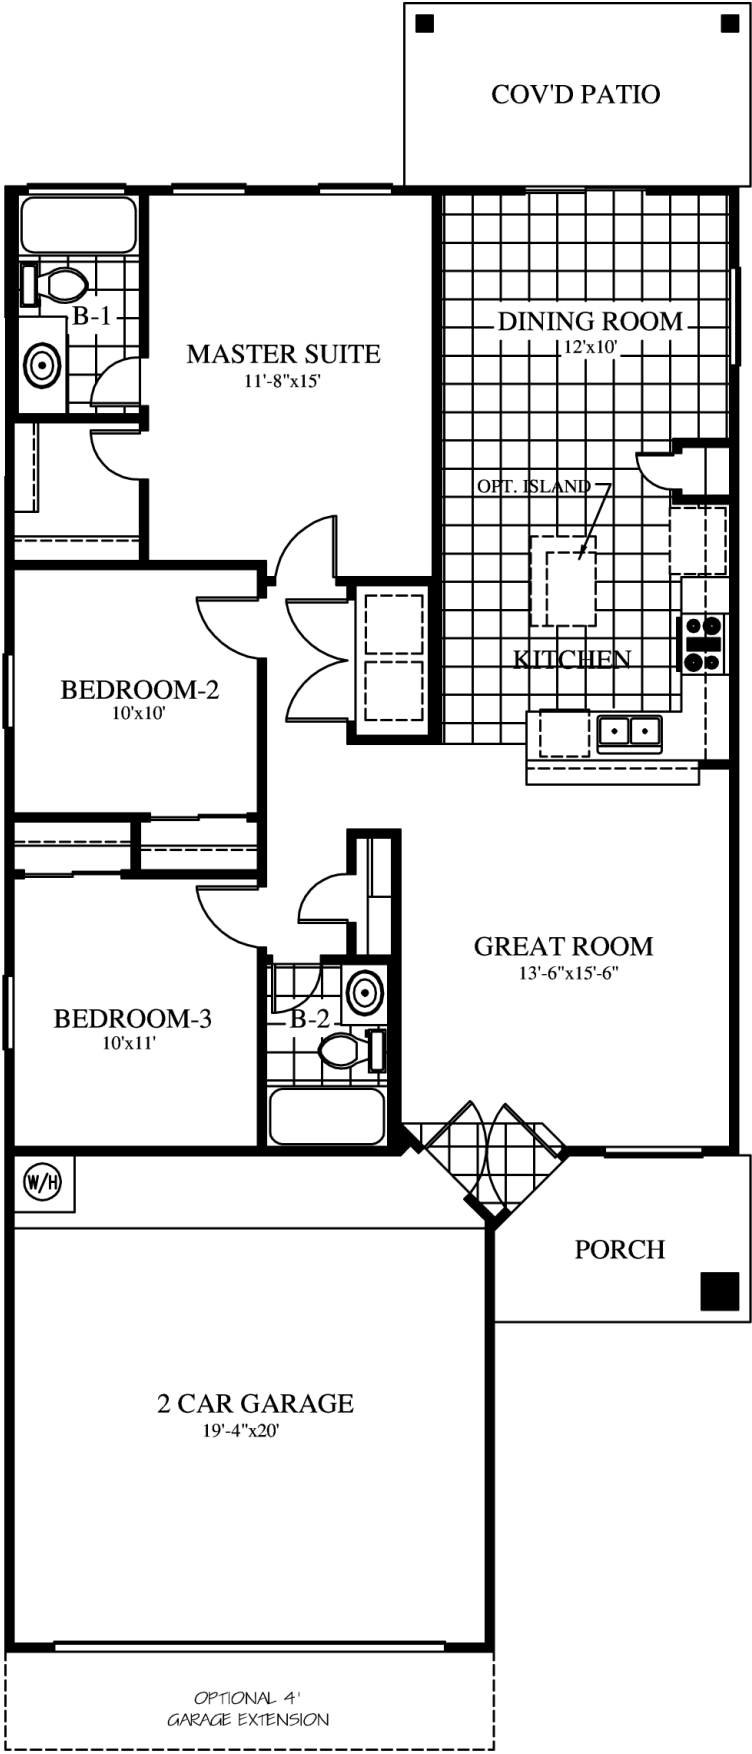 COV'D PATIO
B-1
DINING ROOM
12'x10'
MASTER SUITE
11'-8"x15'
OPT. ISLAND
KITCHEN
BEDROOM-2
10'x10'
GREAT ROOM
13'-6"x15'-6"
BEDROOM-3
10'x11'
B-2
W/H
PORCH
2 CAR GARAGE
19'-4"x20'
OPTIONAL 4'
GARAGE EXTENSION